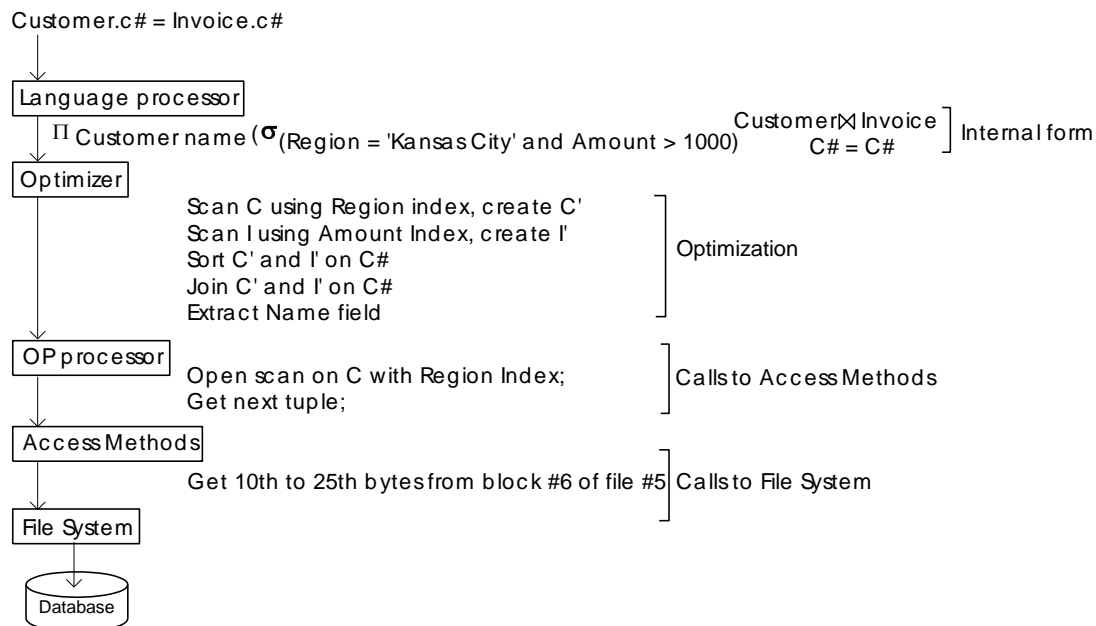 Customer.c# = Invoice.c#
Language processor
Π Customer name (σ(Region = 'Kansas City' and Amount > 1000) Customer⋈Invoice
C# = C#
Internal form
Optimizer
Scan C using Region index, create C'
Scan I using Amount Index, create I'
Sort C' and I' on C#
Join C' and I' on C#
Extract Name field
Optimization
OP processor
Open scan on C with Region Index;
Get next tuple;
Calls to Access Methods
Access Methods
Get 10th to 25th bytes from block #6 of file #5
Calls to File System
File System
Database